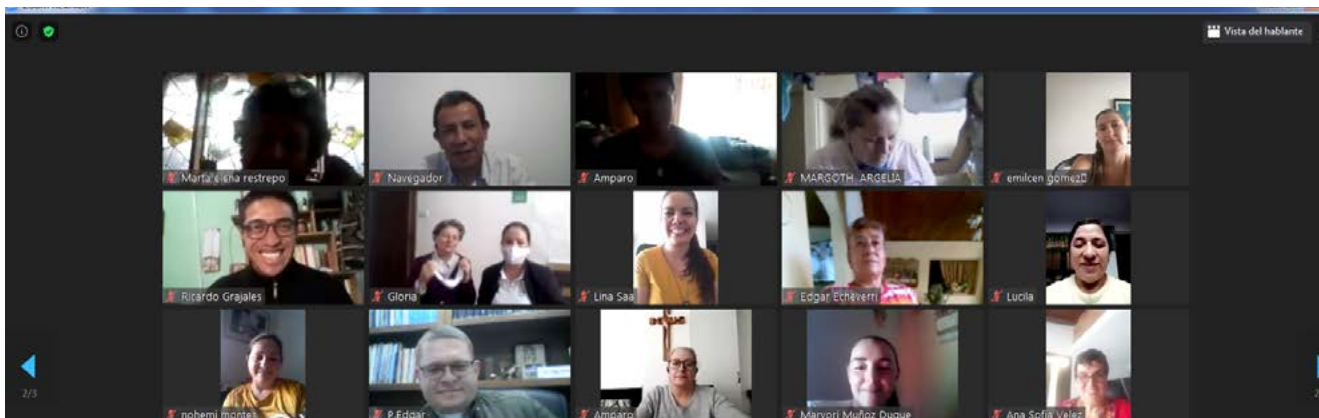 Vista del hablante
Marta elena restrepo
Navegador
Amparo
MARGOTH ARGELIA
emilcen gomez
Ricardo Grajales
Gloria
Lina Saa
Edgar Echeverri
Lucila
nohemi montes
P.Edgar
Amparo
Maryori Muñoz Duque
Ana Sofia Velez
2/3